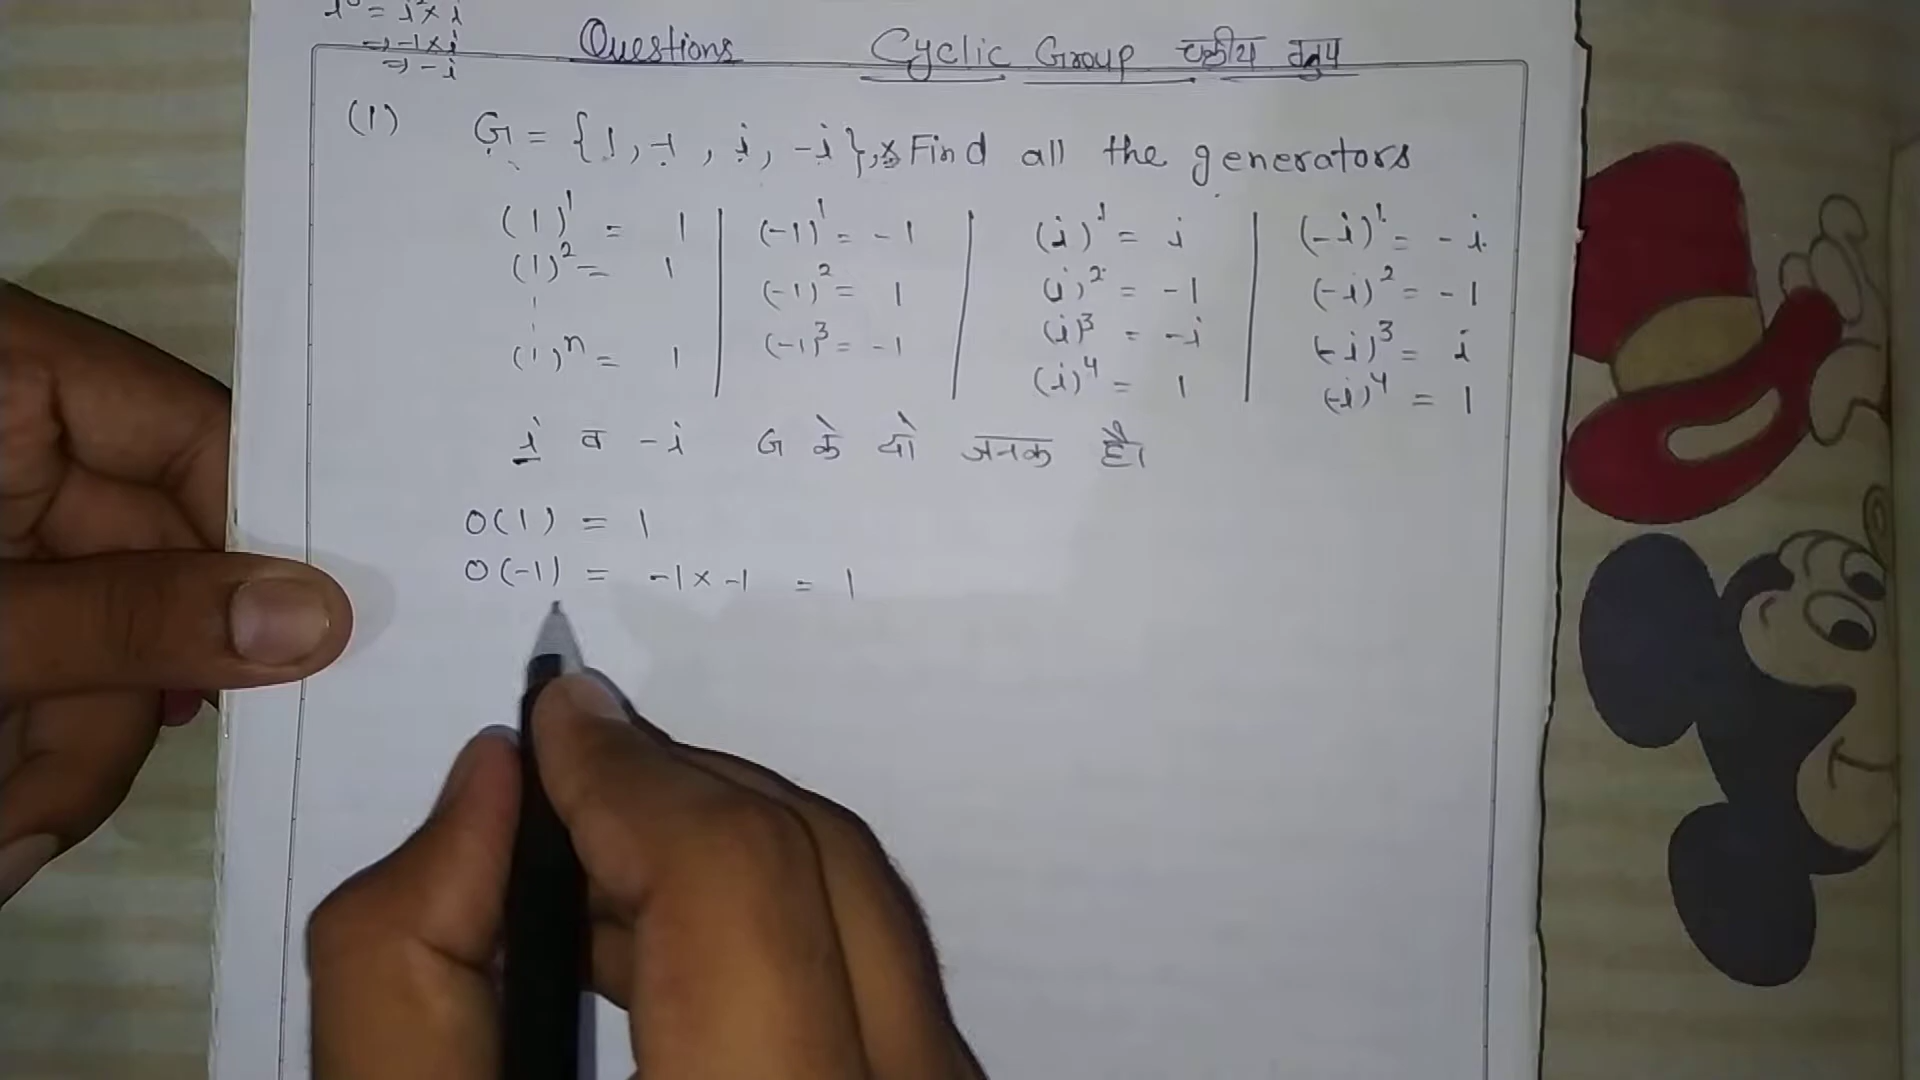 i³ = i² × i
⇒ -1 × i
⇒ - i
Questions Cyclic Group चक्रीय समूह
(1) G = {1, -1, i, -i}, × Find all the generators
(1)¹ = 1 | (-1)¹ = -1 | (i)¹ = i | (-i)¹ = -i
(1)² = 1 | (-1)² = 1 | (i)² = -1 | (-i)² = -1
(1)ⁿ = 1 | (-1)³ = -1 | (i)³ = -i | (-i)³ = i
(i)⁴ = 1 | (-i)⁴ = 1
i व -i G के दो जनक है।
O(1) = 1
O(-1) = -1 × -1 = 1